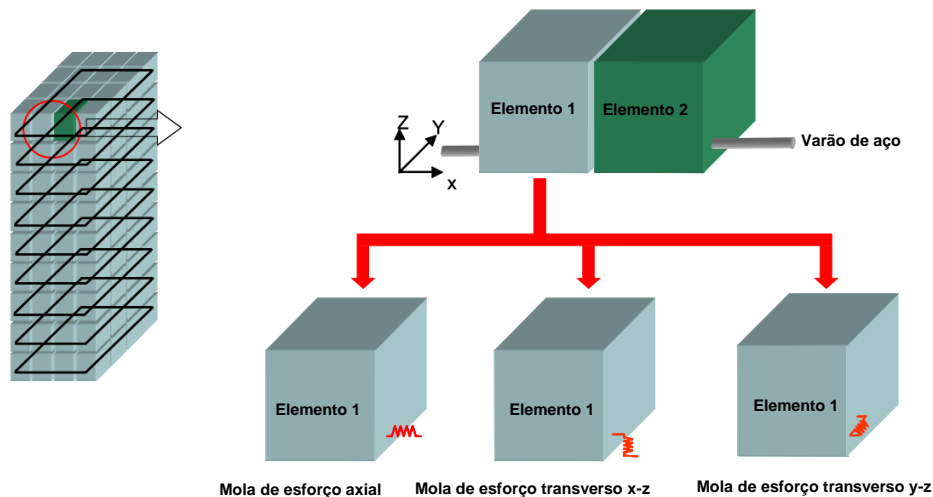 Elemento 1
Elemento 2
Z
Y
x
Varão de aço
Elemento 1
Elemento 1
Elemento 1
Mola de esforço axial
Mola de esforço transverso x-z
Mola de esforço transverso y-z